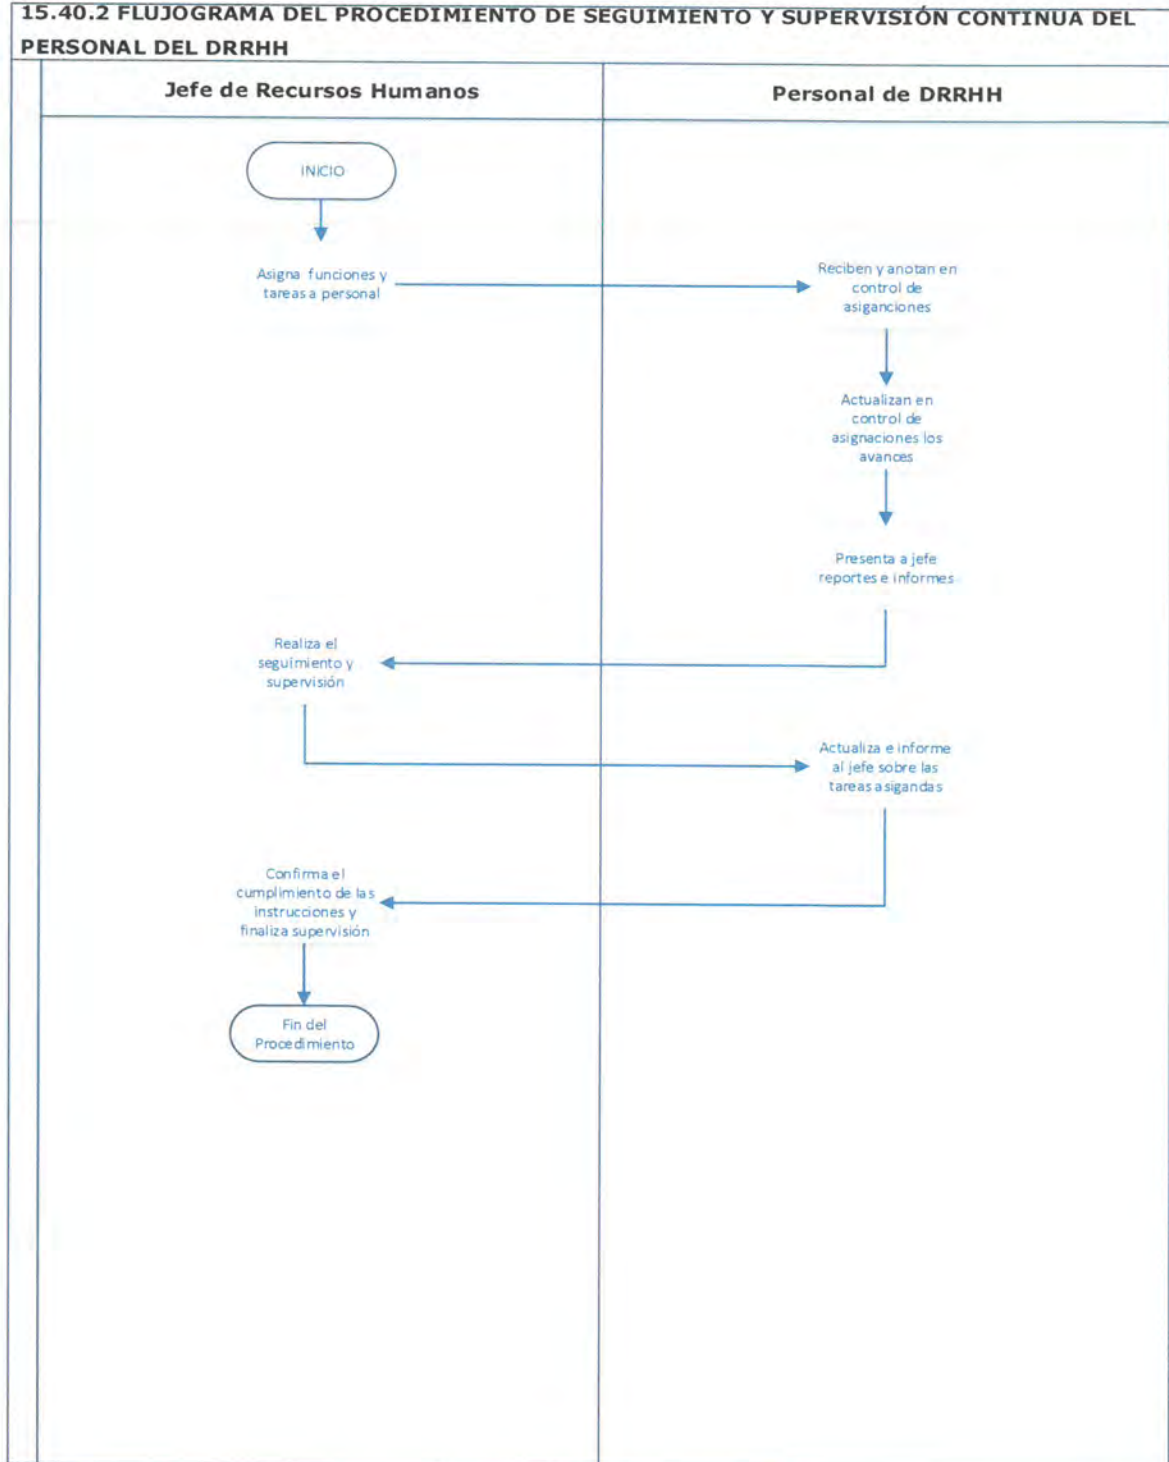 15.40.2 FLUJOGRAMA DEL PROCEDIMIENTO DE SEGUIMIENTO Y SUPERVISIÓN CONTINUA DEL
PERSONAL DEL DRRHH
Jefe de Recursos Humanos
Personal de DRRHH
INICIO
Asigna funciones y
tareas a personal
Reciben y anotan en
control de
asiganciones
Actualizan en
control de
asignaciones los
avances
Presenta a jefe
reportes e informes
Realiza el
seguimiento y
supervisión
Actualiza e informe
al jefe sobre las
tareas asigandas
Confirma el
cumplimiento de las
instrucciones y
finaliza supervisión
Fin del
Procedimiento